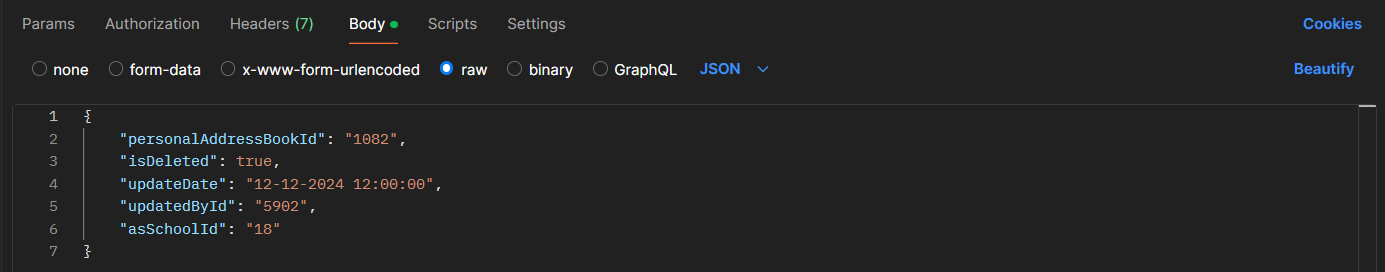 Params Authorization Headers (7) Body Scripts Settings Cookies
none form-data x-www-form-urlencoded raw binary GraphQL JSON Beautify
1 {
2 "personalAddressBookId": "1082",
3 "isDeleted": true,
4 "updateDate": "12-12-2024 12:00:00",
5 "updatedById": "5902",
6 "asSchoolId": "18"
7 }